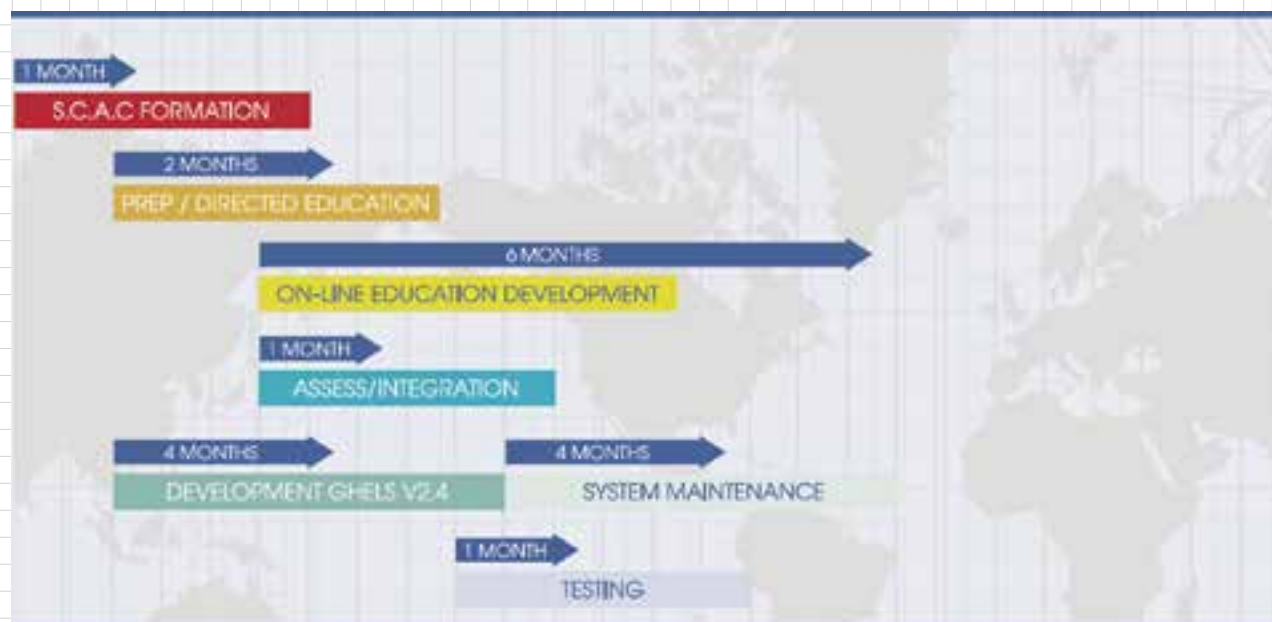 1 MONTH
S.C.A.C FORMATION
2 MONTHS
PREP / DIRECTED EDUCATION
6 MONTHS
ON-LINE EDUCATION DEVELOPMENT
1 MONTH
ASSESS/INTEGRATION
4 MONTHS 4 MONTHS
DEVELOPMENT GHELS V2.4 SYSTEM MAINTENANCE
1 MONTH
TESTING